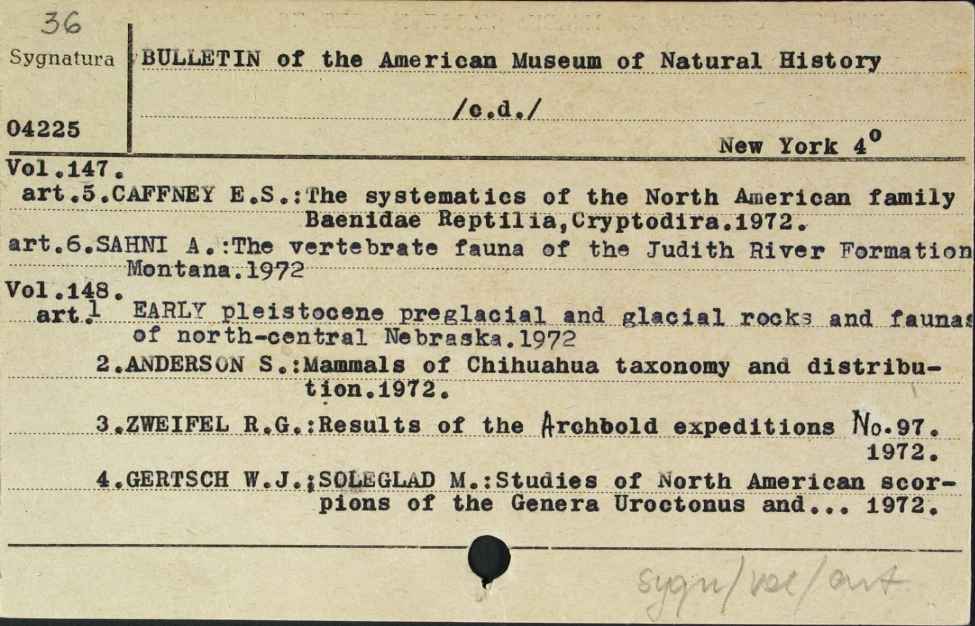 36
Sygnatura
BULLETIN of the American Museum of Natural History
/c.d./
04225
New York 4º
Vol.147.
art.5.CAFFNEY E.S.:The systematics of the North American family
Baenidae Reptilia,Cryptodira.1972.
art.6.SAHNI A.:The vertebrate fauna of the Judith River Formation
Montana.1972
Vol.148.
art.1 EARLY pleistocene preglacial and glacial rocks and faunas
of north-central Nebraska.1972
2.ANDERSON S.:Mammals of Chihuahua taxonomy and distribu-
tion.1972.
3.ZWEIFEL R.G.:Results of the Archbold expeditions No.97.
1972.
4.GERTSCH W.J.;SOLEGLAD M.:Studies of North American scor-
pions of the Genera Uroctonus and... 1972.
sygn/vol/art